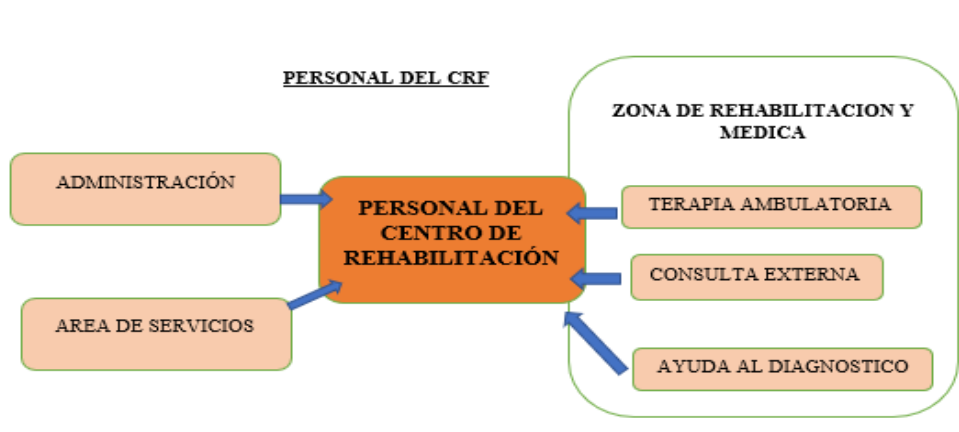 PERSONAL DEL CRF
ZONA DE REHABILITACION Y
MEDICA
ADMINISTRACIÓN
PERSONAL DEL
CENTRO DE
REHABILITACIÓN
TERAPIA AMBULATORIA
CONSULTA EXTERNA
AREA DE SERVICIOS
AYUDA AL DIAGNOSTICO